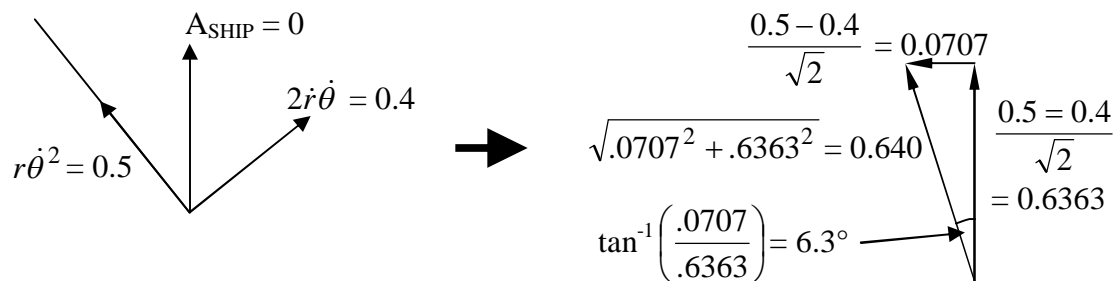 A_SHIP = 0
2ṙθ̇ = 0.4
rθ̇² = 0.5
(0.5 − 0.4)/√2 = 0.0707
√(.0707² + .6363²) = 0.640
(0.5 = 0.4)/√2
= 0.6363
tan⁻¹(.0707/.6363) = 6.3°